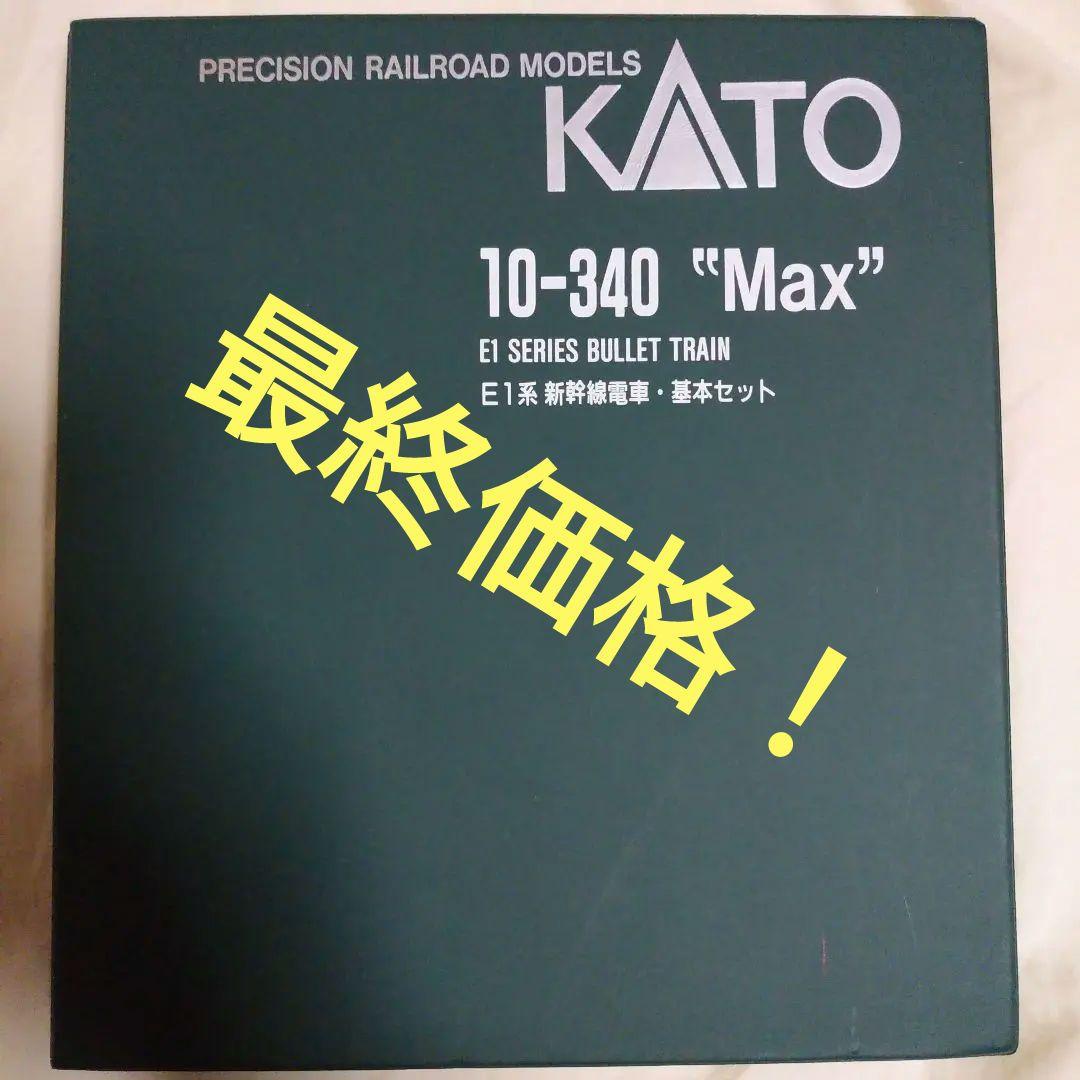 PRECISION RAILROAD MODELS
KATO
10-340 "Max"
E1 SERIES BULLET TRAIN
E1系 新幹線電車・基本セット
最終価格！